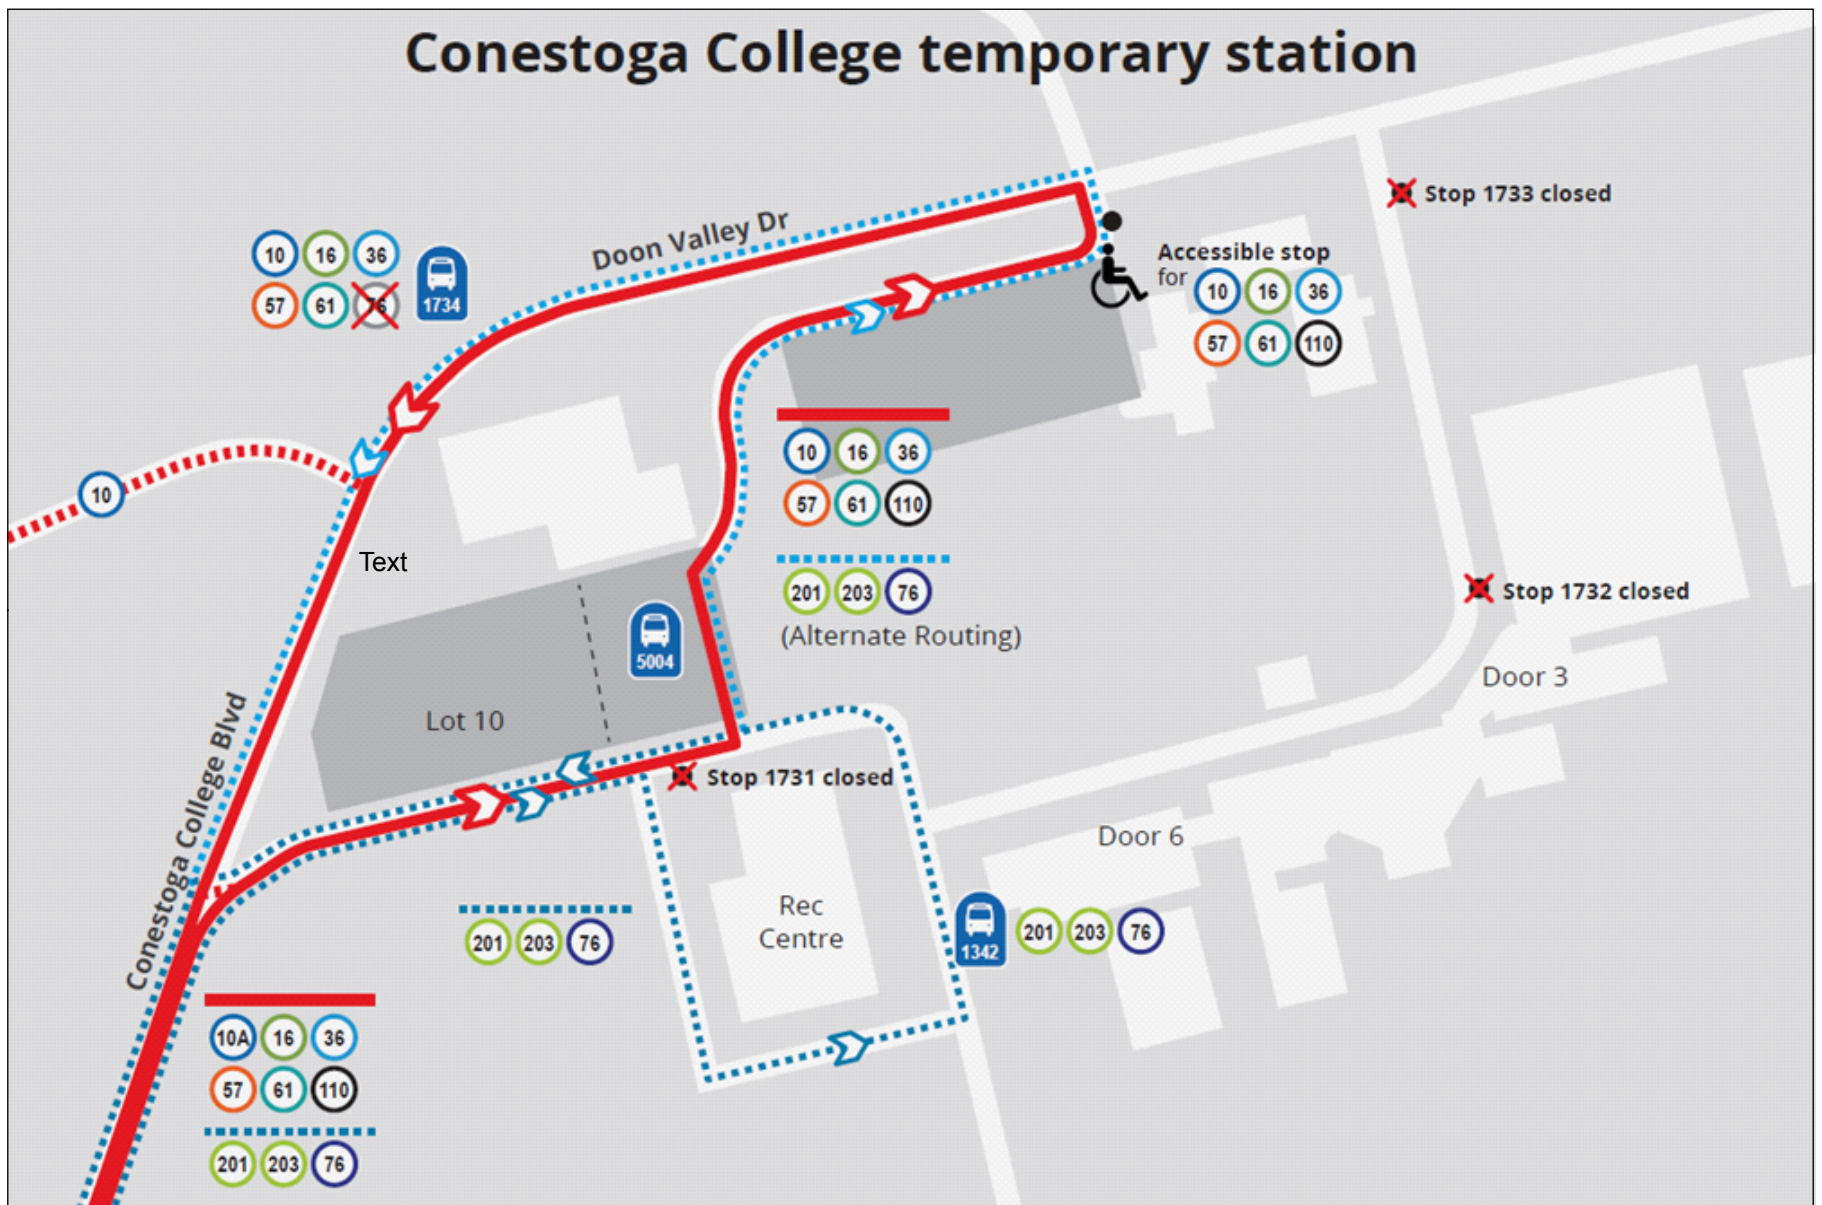 Conestoga College temporary station
Stop 1733 closed
Doon Valley Dr
10 16 36
57 61 76
1734
Accessible stop
for
10 16 36
57 61 110
10
10 16 36
57 61 110
Text
201 203 76
(Alternate Routing)
Stop 1732 closed
5004
Door 3
Lot 10
Conestoga College Blvd
Stop 1731 closed
Door 6
Rec
Centre
201 203 76
1342
201 203 76
10A 16 36
57 61 110
201 203 76